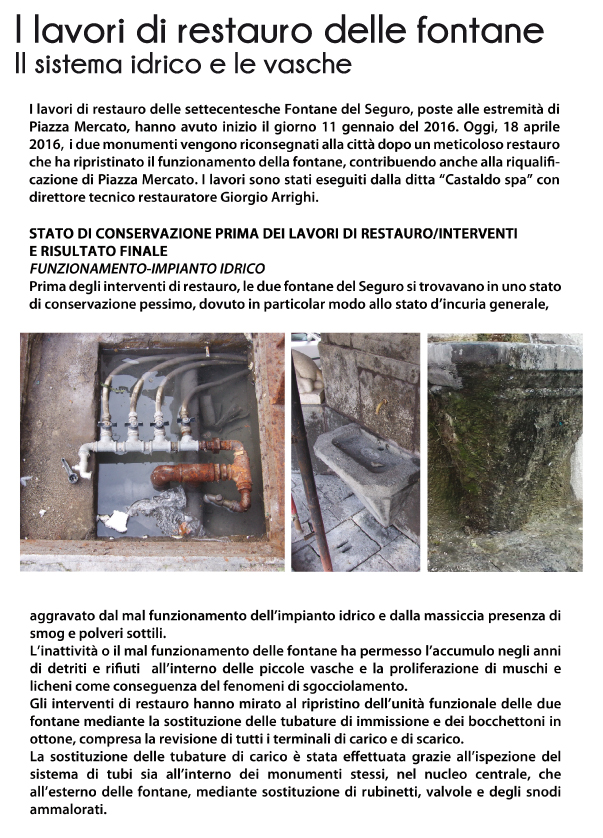 I lavori di restauro delle fontane
Il sistema idrico e le vasche
I lavori di restauro delle settecentesche Fontane del Seguro, poste alle estremità di
Piazza Mercato, hanno avuto inizio il giorno 11 gennaio del 2016. Oggi, 18 aprile
2016, i due monumenti vengono riconsegnati alla città dopo un meticoloso restauro
che ha ripristinato il funzionamento della fontane, contribuendo anche alla riqualifi-
cazione di Piazza Mercato. I lavori sono stati eseguiti dalla ditta “Castaldo spa” con
direttore tecnico restauratore Giorgio Arrighi.
STATO DI CONSERVAZIONE PRIMA DEI LAVORI DI RESTAURO/INTERVENTI
E RISULTATO FINALE
FUNZIONAMENTO-IMPIANTO IDRICO
Prima degli interventi di restauro, le due fontane del Seguro si trovavano in uno stato
di conservazione pessimo, dovuto in particolar modo allo stato d’incuria generale,
aggravato dal mal funzionamento dell’impianto idrico e dalla massiccia presenza di
smog e polveri sottili.
L’inattività o il mal funzionamento delle fontane ha permesso l’accumulo negli anni
di detriti e rifiuti all’interno delle piccole vasche e la proliferazione di muschi e
licheni come conseguenza del fenomeni di sgocciolamento.
Gli interventi di restauro hanno mirato al ripristino dell’unità funzionale delle due
fontane mediante la sostituzione delle tubature di immissione e dei bocchettoni in
ottone, compresa la revisione di tutti i terminali di carico e di scarico.
La sostituzione delle tubature di carico è stata effettuata grazie all’ispezione del
sistema di tubi sia all’interno dei monumenti stessi, nel nucleo centrale, che
all’esterno delle fontane, mediante sostituzione di rubinetti, valvole e degli snodi
ammalorati.